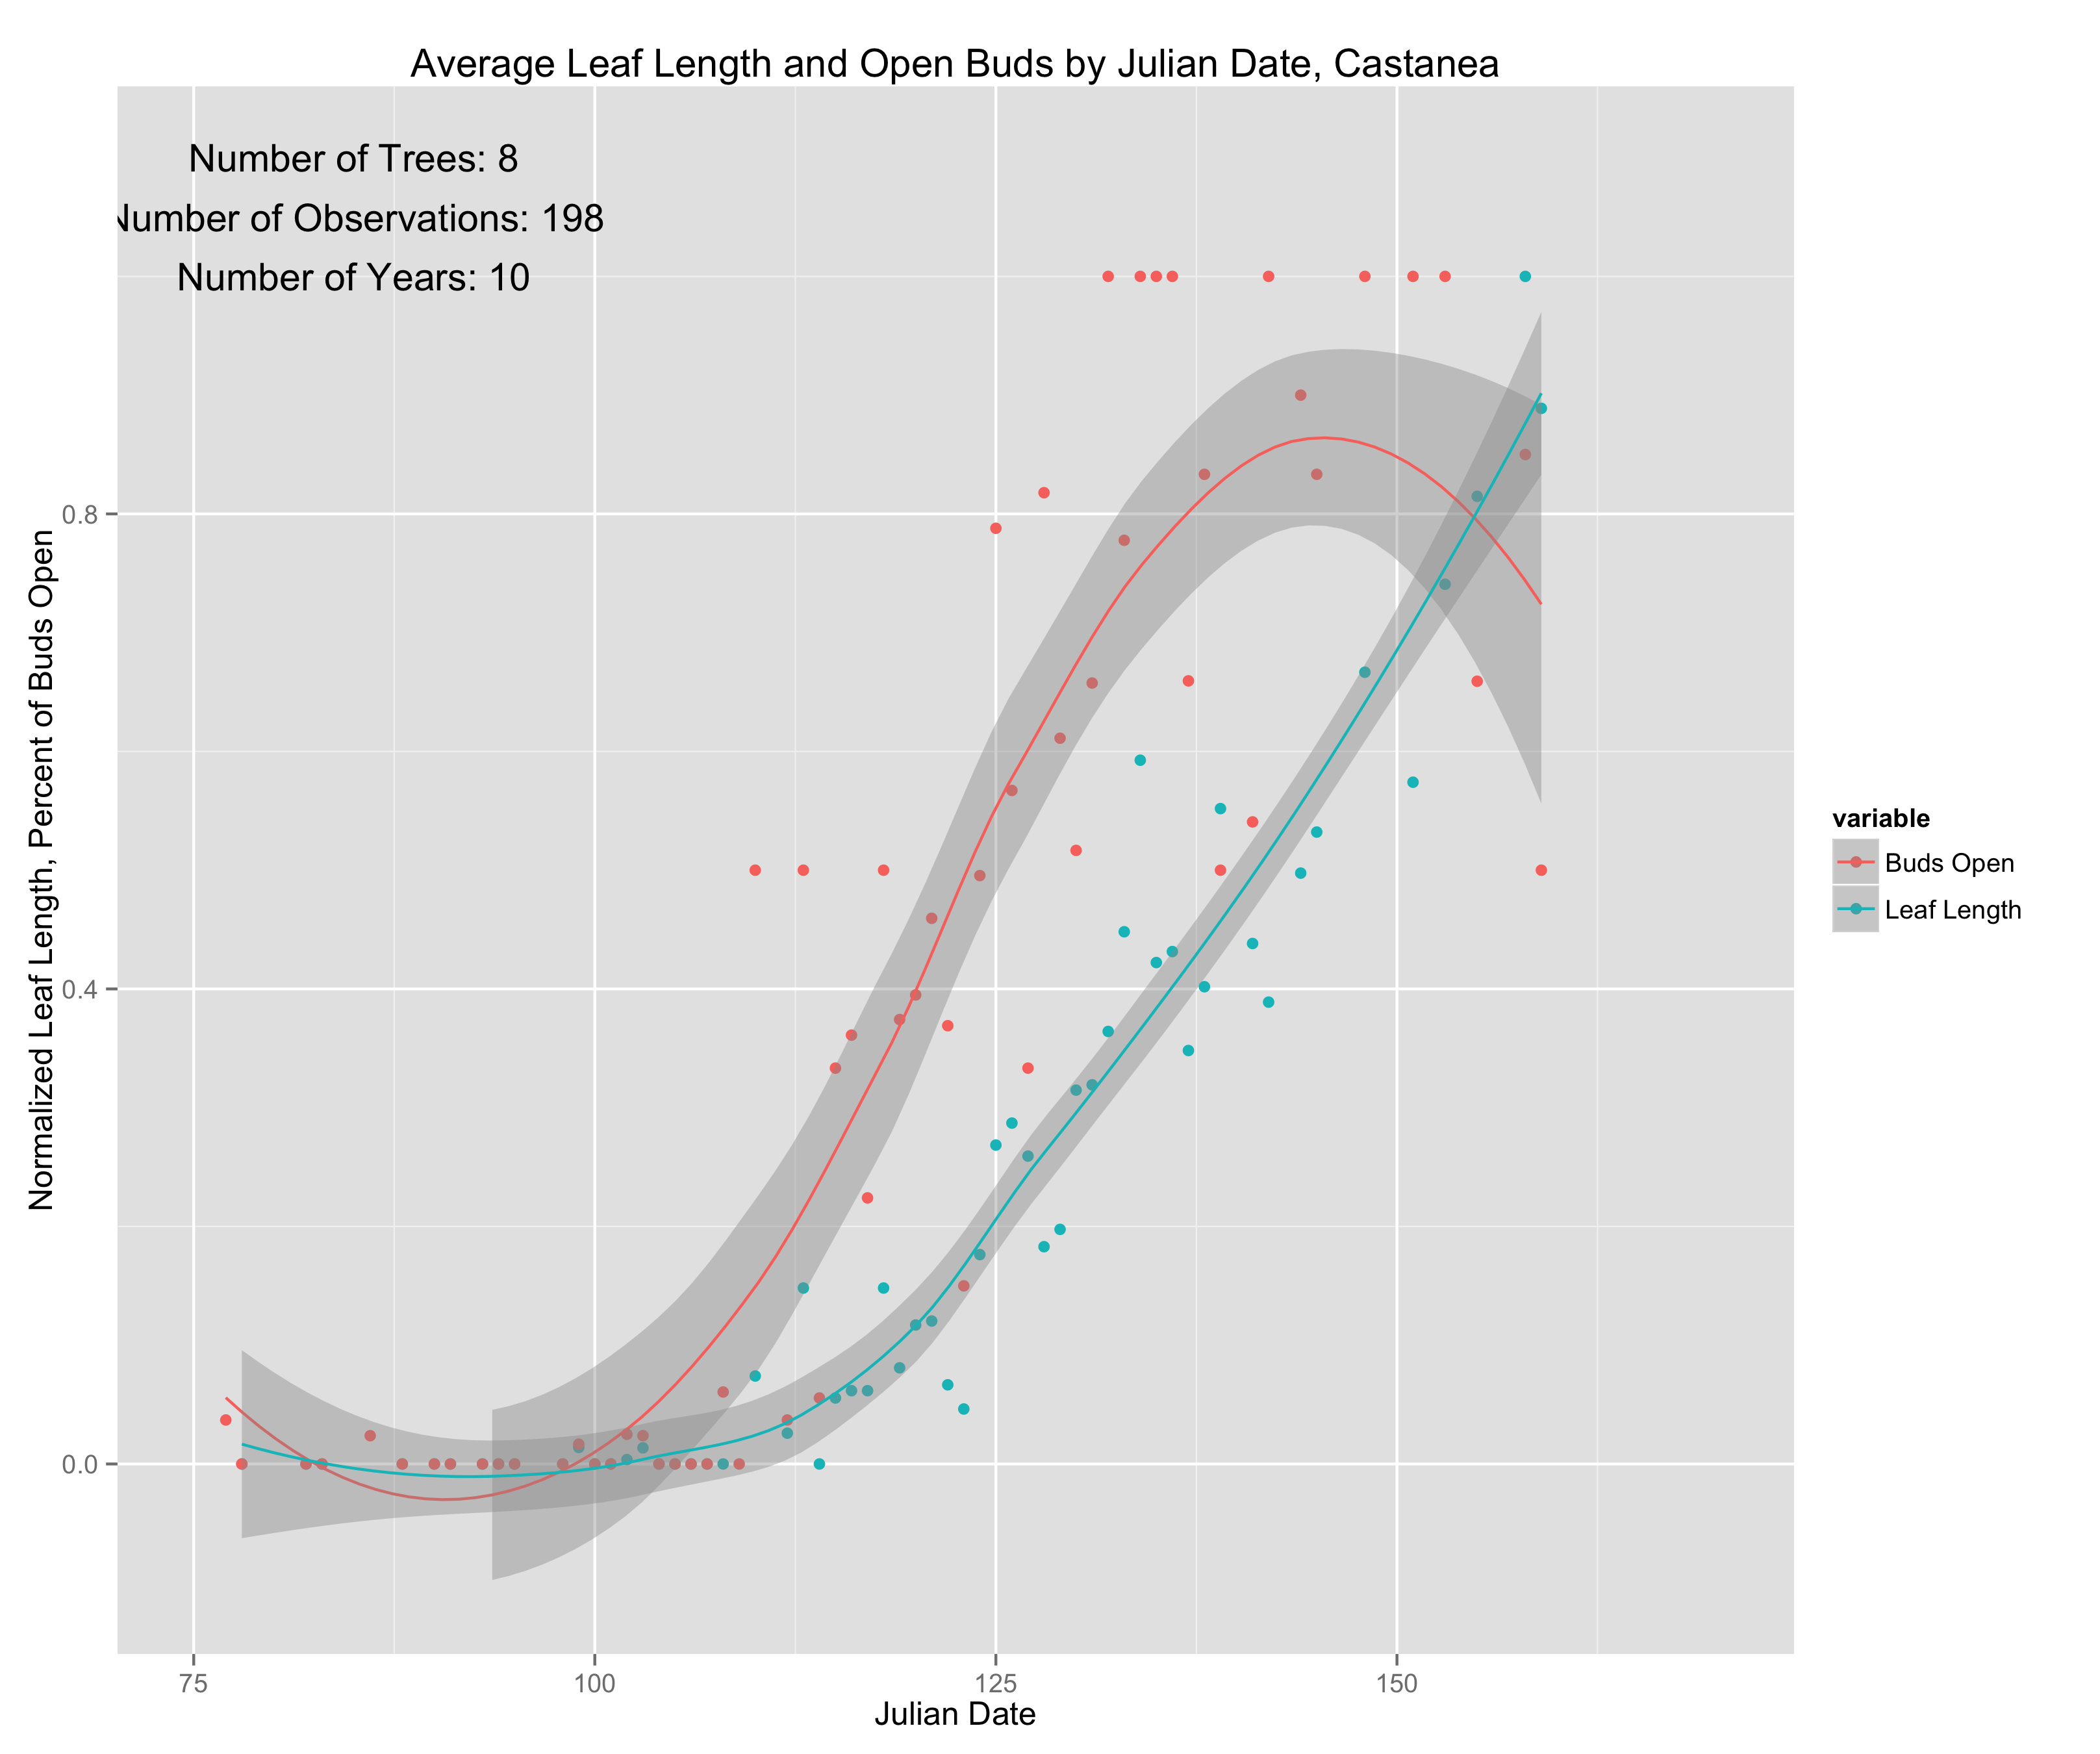 Average Leaf Length and Open Buds by Julian Date, Castanea
Number of Trees: 8
Number of Observations: 198
Number of Years: 10
Normalized Leaf Length, Percent of Buds Open
0.8
0.4
0.0
75
100
125
150
Julian Date
variable
Buds Open
Leaf Length